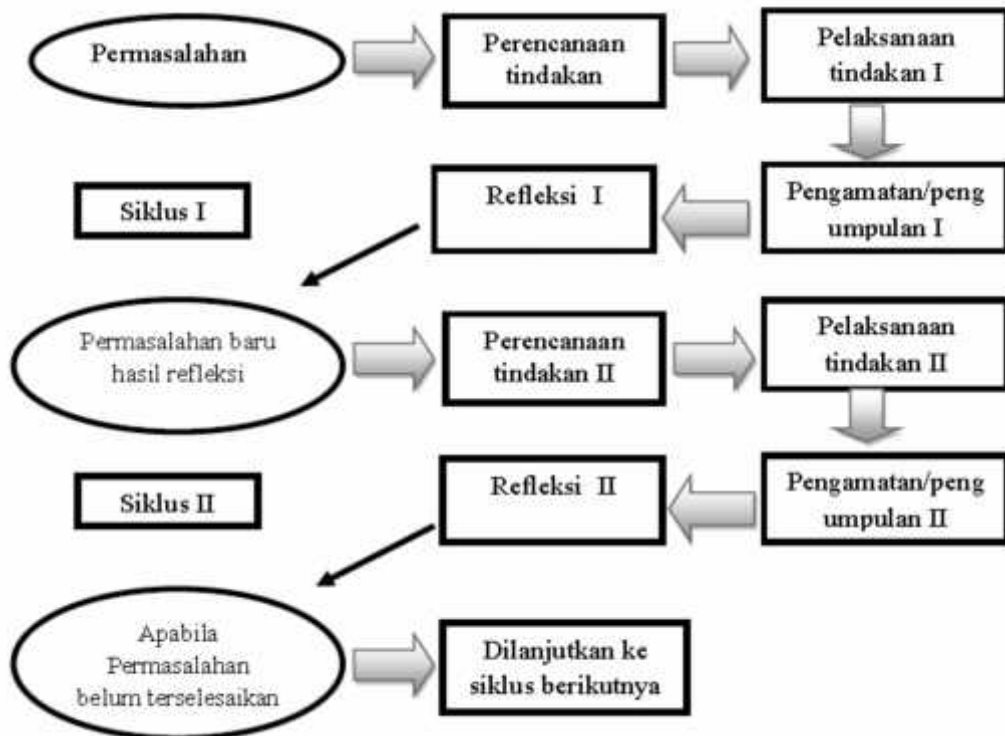 Permasalahan
Perencanaan
tindakan
Pelaksanaan
tindakan I
Siklus I
Refleksi I
Pengamatan/peng
umpulan I
Permasalahan baru
hasil refleksi
Perencanaan
tindakan II
Pelaksanaan
tindakan II
Siklus II
Refleksi II
Pengamatan/peng
umpulan II
Apabila
Permasalahan
belum terselesaikan
Dilanjutkan ke
siklus berikutnya